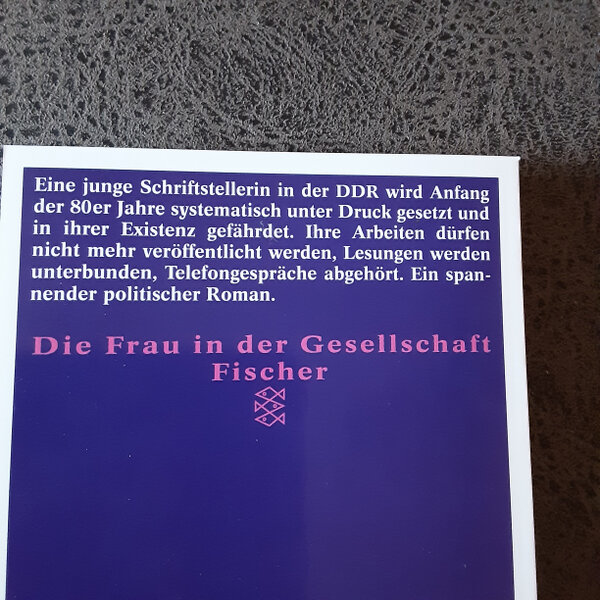 Eine junge Schriftstellerin in der DDR wird Anfang
der 80er Jahre systematisch unter Druck gesetzt und
in ihrer Existenz gefährdet. Ihre Arbeiten dürfen
nicht mehr veröffentlicht werden, Lesungen werden
unterbunden, Telefongespräche abgehört. Ein span-
nender politischer Roman.
Die Frau in der Gesellschaft
Fischer